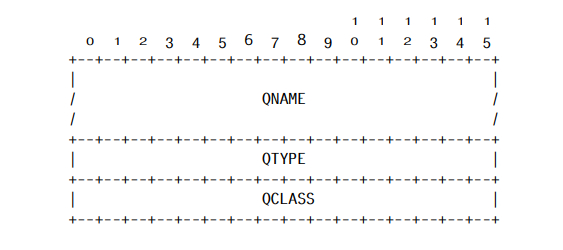 1  1  1  1  1  1
  0  1  2  3  4  5  6  7  8  9  0  1  2  3  4  5
+--+--+--+--+--+--+--+--+--+--+--+--+--+--+--+--+
|                                               |
/                     QNAME                     /
/                                               /
+--+--+--+--+--+--+--+--+--+--+--+--+--+--+--+--+
|                     QTYPE                     |
+--+--+--+--+--+--+--+--+--+--+--+--+--+--+--+--+
|                     QCLASS                    |
+--+--+--+--+--+--+--+--+--+--+--+--+--+--+--+--+